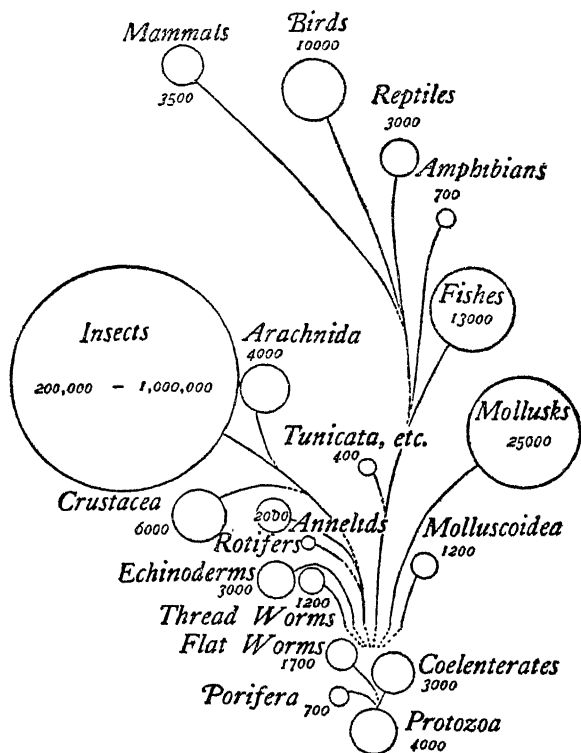 Mammals
3500
Birds
10000
Reptiles
3000
Amphibians
700
Fishes
13000
Insects
200,000 – 1,000,000
Arachnida
4000
Mollusks
25000
Tunicata, etc.
400
Crustacea
6000
2000
Annelids
Rotifers
Molluscoidea
1200
Echinoderms
3000
1200
Thread Worms
Flat Worms
1700
Coelenterates
3000
Porifera
700
Protozoa
4000